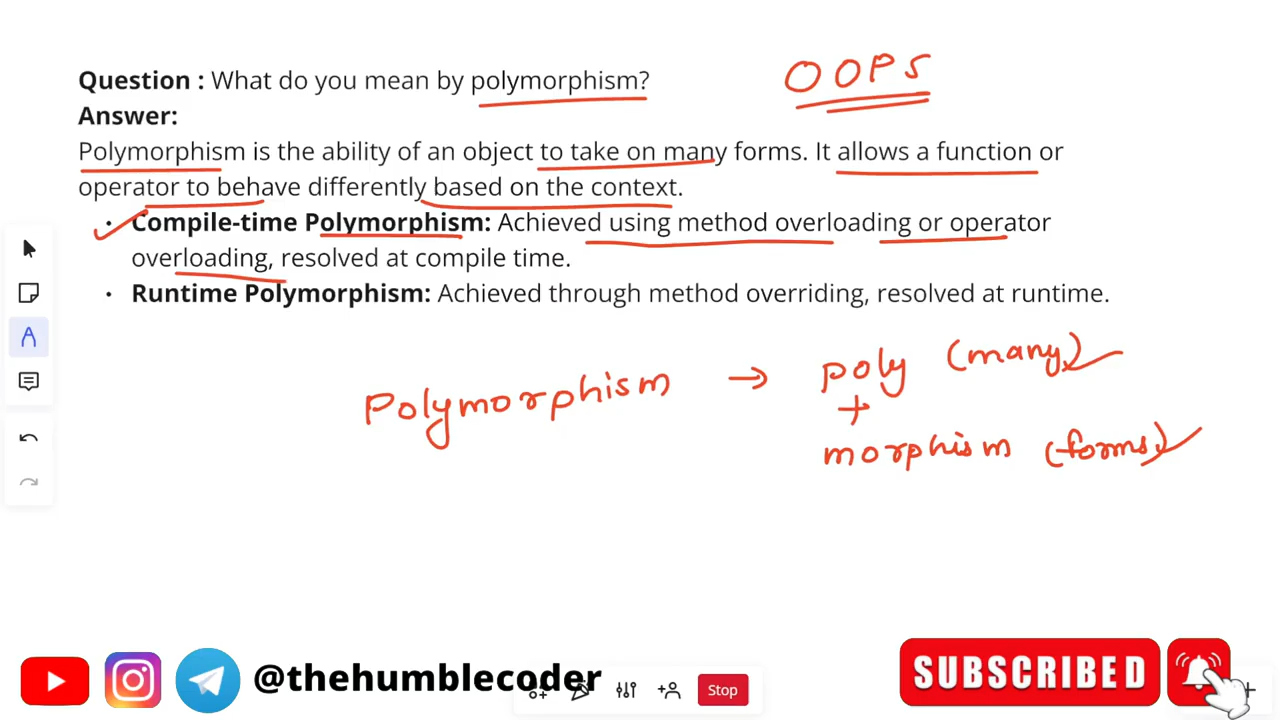 OOPS
Question : What do you mean by polymorphism?
Answer:
Polymorphism is the ability of an object to take on many forms. It allows a function or
operator to behave differently based on the context.
· Compile-time Polymorphism: Achieved using method overloading or operator
overloading, resolved at compile time.
· Runtime Polymorphism: Achieved through method overriding, resolved at runtime.
Polymorphism → poly (many)
+
morphism (forms)
@thehumblecoder
Stop
SUBSCRIBED